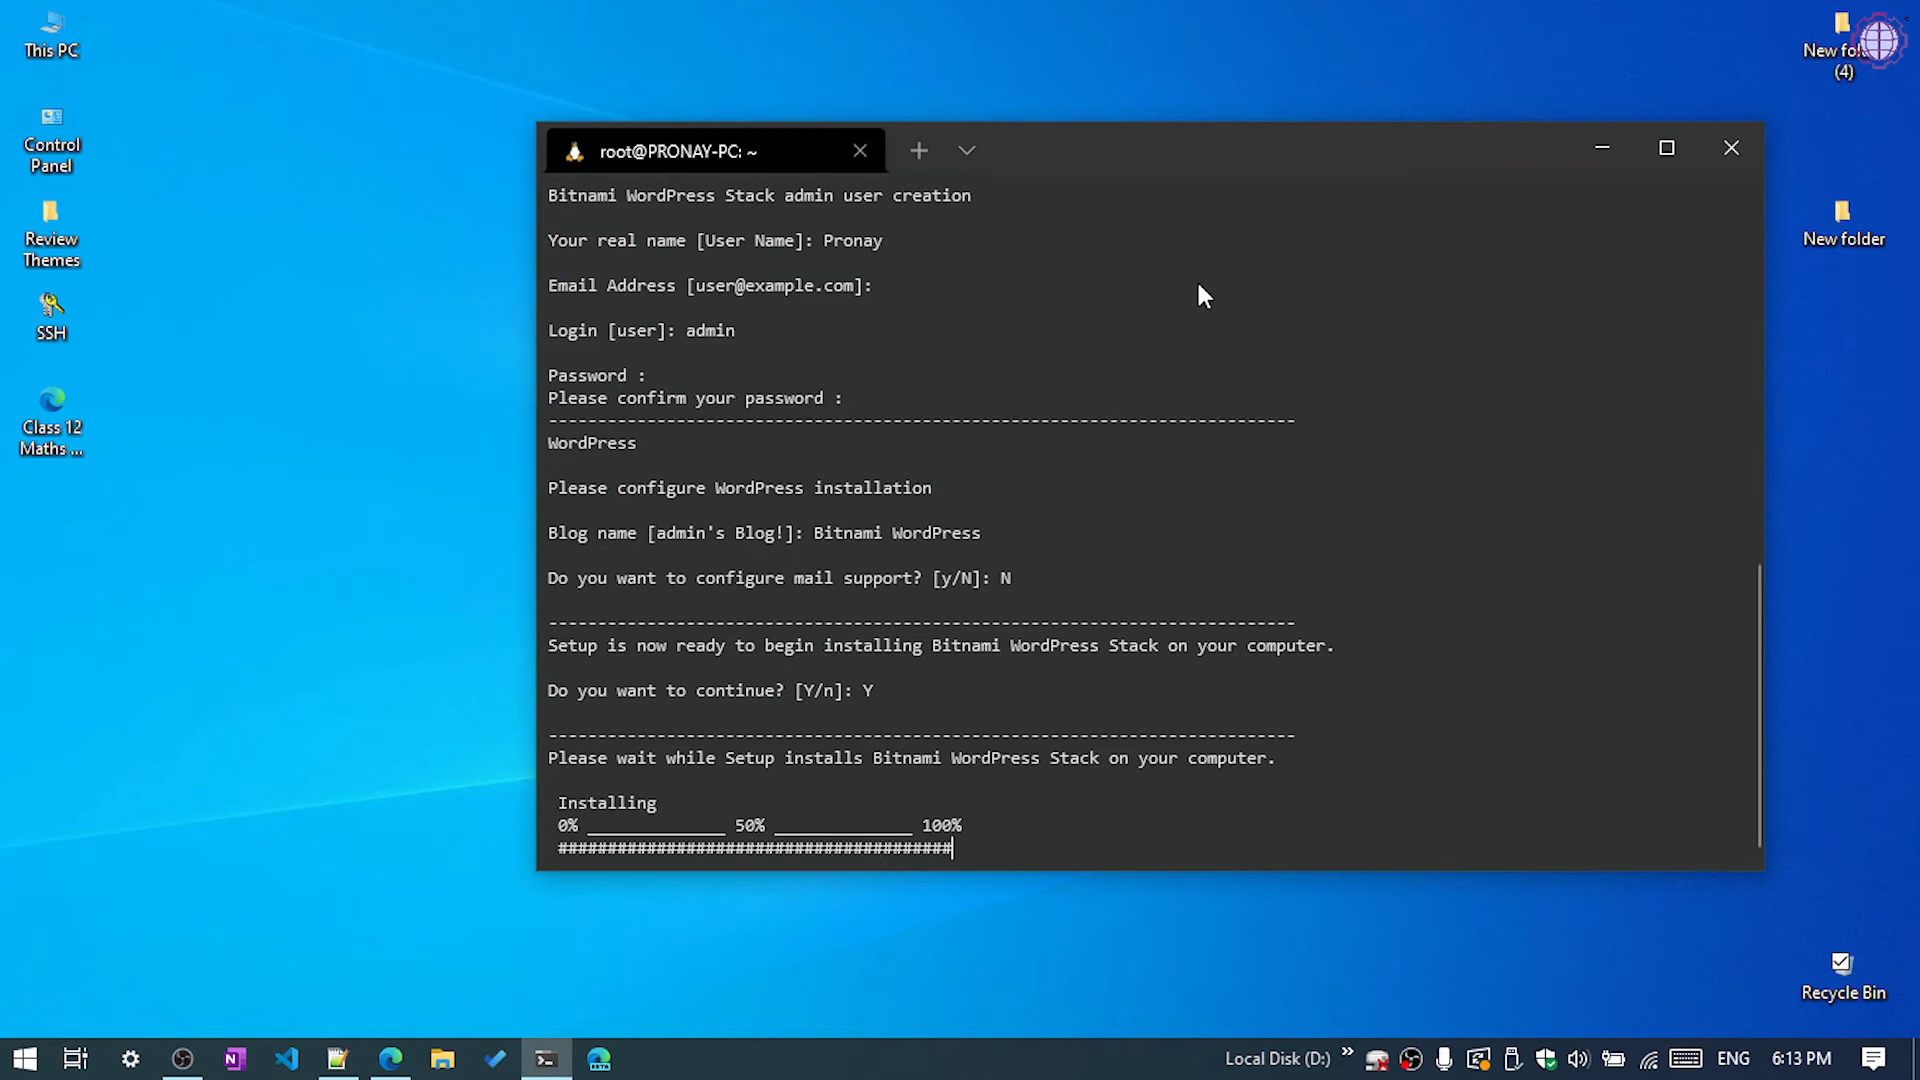 This PC
Control
Panel
Review
Themes
SSH
Class 12
Maths ...
New fol
(4)
New folder
Recycle Bin
root@PRONAY-PC: ~
Bitnami WordPress Stack admin user creation
Your real name [User Name]: Pronay
Email Address [user@example.com]:
Login [user]: admin
Password :
Please confirm your password :
----------------------------------------------------------------------------
WordPress
Please configure WordPress installation
Blog name [admin's Blog!]: Bitnami WordPress
Do you want to configure mail support? [y/N]: N
----------------------------------------------------------------------------
Setup is now ready to begin installing Bitnami WordPress Stack on your computer.
Do you want to continue? [Y/n]: Y
----------------------------------------------------------------------------
Please wait while Setup installs Bitnami WordPress Stack on your computer.
Installing
0% ______________ 50% ______________ 100%
########################################
Local Disk (D:)
ENG
6:13 PM